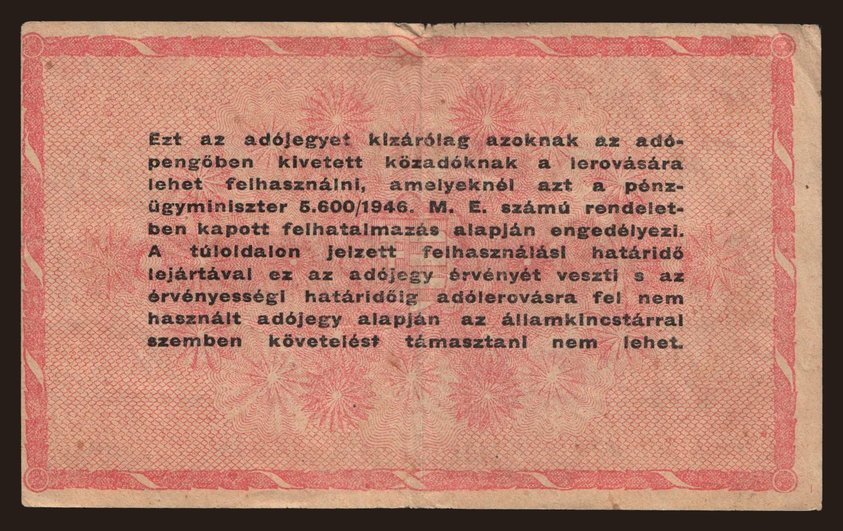 Ezt az adójegyet kizárólag azoknak az adó-
pengőben kivetett közadóknak a lerovására
lehet felhasználni, amelyeknél azt a pénz-
ügyminiszter 5.600/1946. M. E. számú rendelet-
ben kapott felhatalmazás alapján engedélyezi.
A túloldalon jelzett felhasználási határidő
lejártával ez az adójegy érvényét veszti s az
érvényességi határidőig adólerovásra fel nem
használt adójegy alapján az államkincstárral
szemben követelést támasztani nem lehet.